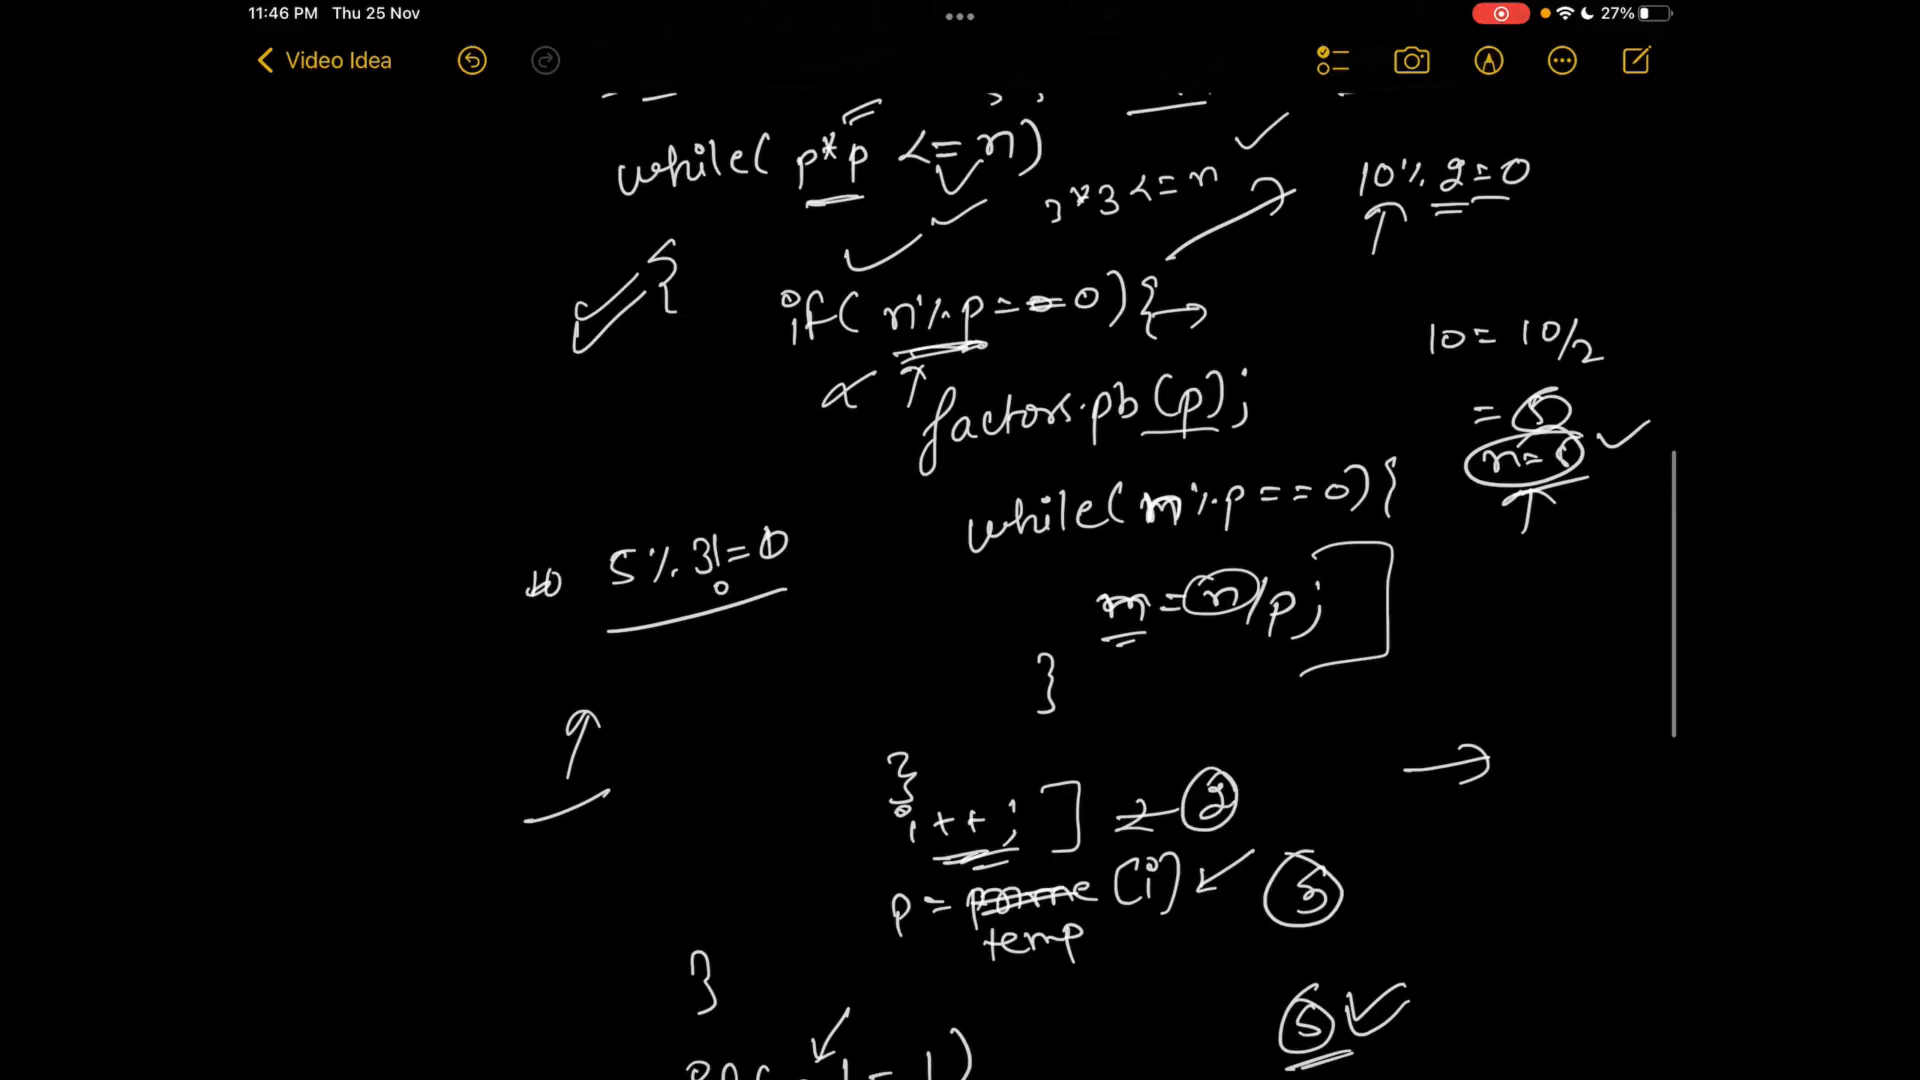 11:46 PM Thu 25 Nov
27%
Video Idea
while( p*p <= n)
3*3 <= n
10% 2=0
if( n%p==0){→
10= 10/2
factors.pb(p);
= 5
n=
while( n%p==0){
5%3!=0
n=n/p;
}
}
i++; ] 2 3
p = prime [i] 5
temp
}
5